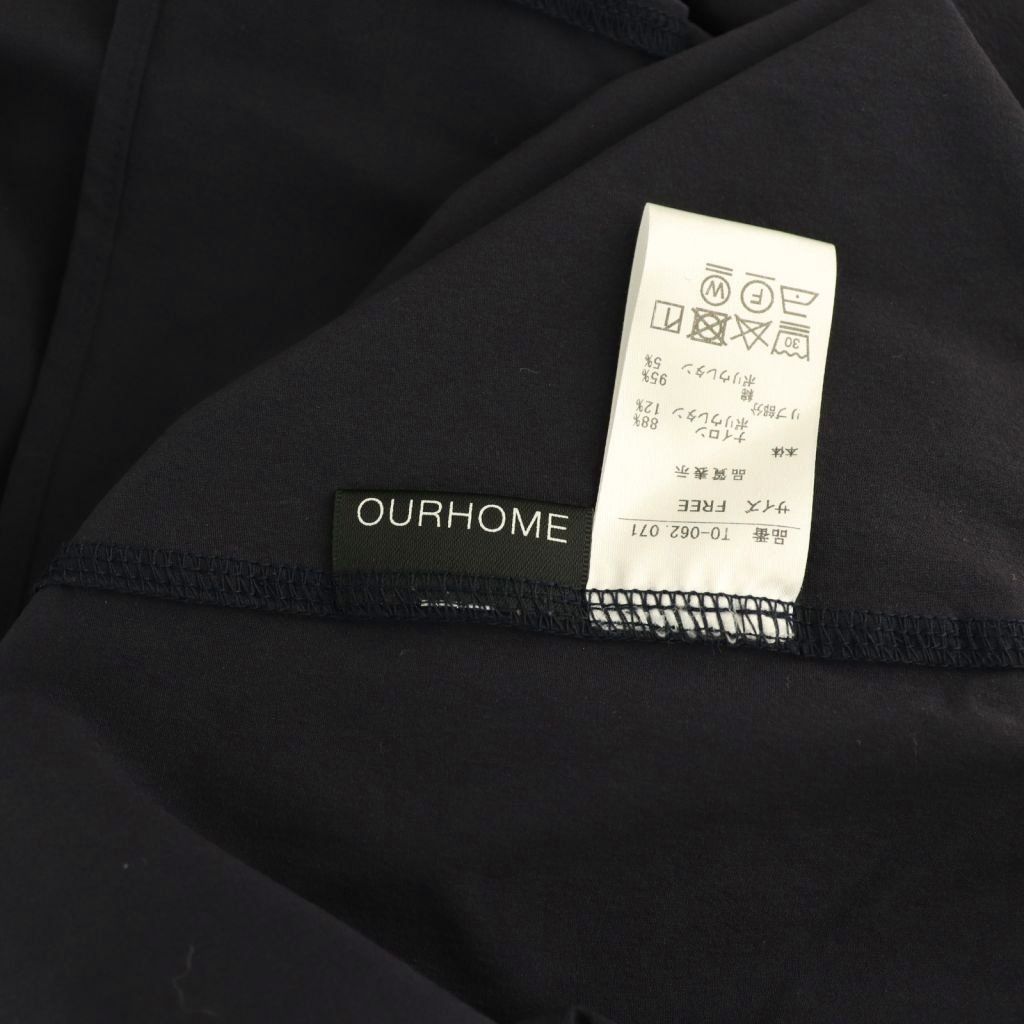 OURHOME
品番 TO-062.071
サイズ FREE
品質表示
本体
ナイロン 88%
ポリウレタン 12%
リブ部分
綿 95%
ポリウレタン 5%
30
F
W